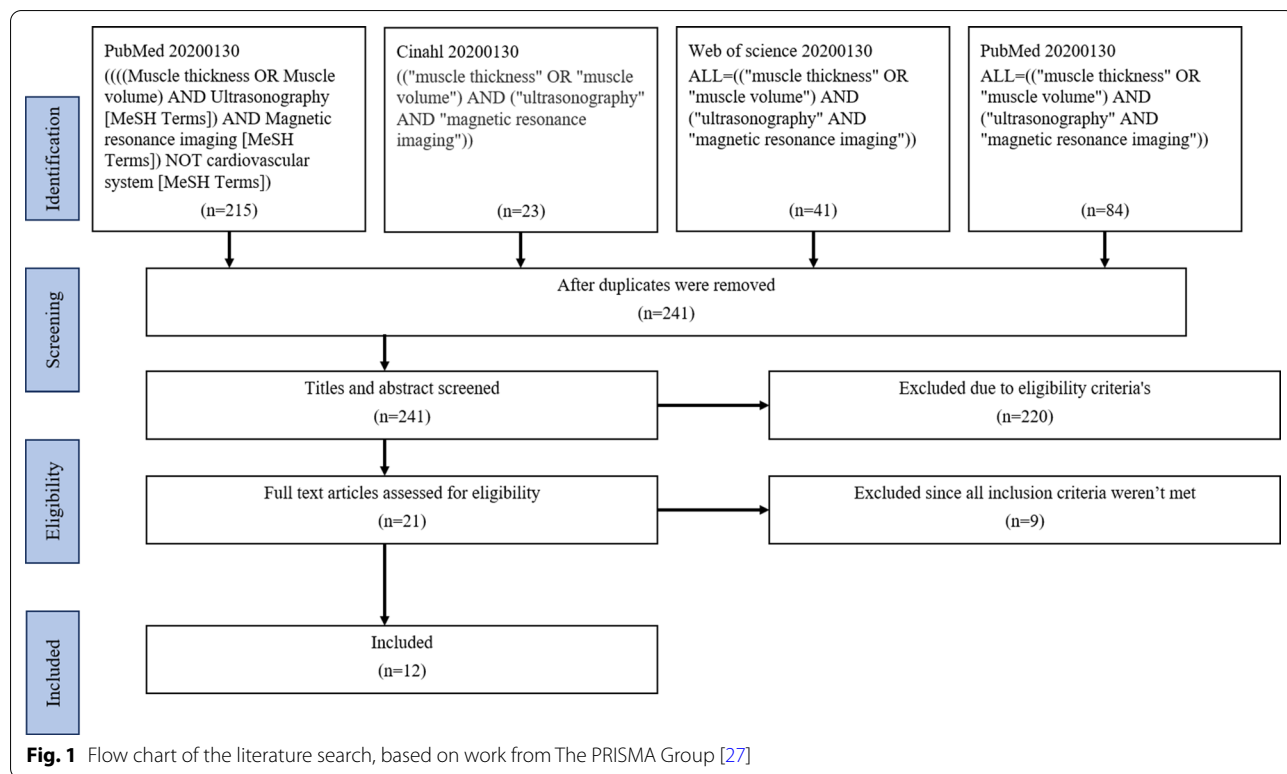 PubMed 20200130
((((Muscle thickness OR Muscle
volume) AND Ultrasonography
[MeSH Terms]) AND Magnetic
resonance imaging [MeSH
Terms]) NOT cardiovascular
system [MeSH Terms])
(n=215)
Cinahl 20200130
(("muscle thickness" OR "muscle
volume") AND ("ultrasonography"
AND "magnetic resonance
imaging"))
(n=23)
Web of science 20200130
ALL=(("muscle thickness" OR
"muscle volume") AND
("ultrasonography" AND
"magnetic resonance imaging"))
(n=41)
PubMed 20200130
ALL=(("muscle thickness" OR
"muscle volume") AND
("ultrasonography" AND
"magnetic resonance imaging"))
(n=84)
Identification
After duplicates were removed
(n=241)
Screening
Titles and abstract screened
(n=241)
Excluded due to eligibility criteria's
(n=220)
Eligibility
Full text articles assessed for eligibility
(n=21)
Excluded since all inclusion criteria weren't met
(n=9)
Included
Included
(n=12)
Fig. 1 Flow chart of the literature search, based on work from The PRISMA Group [27]